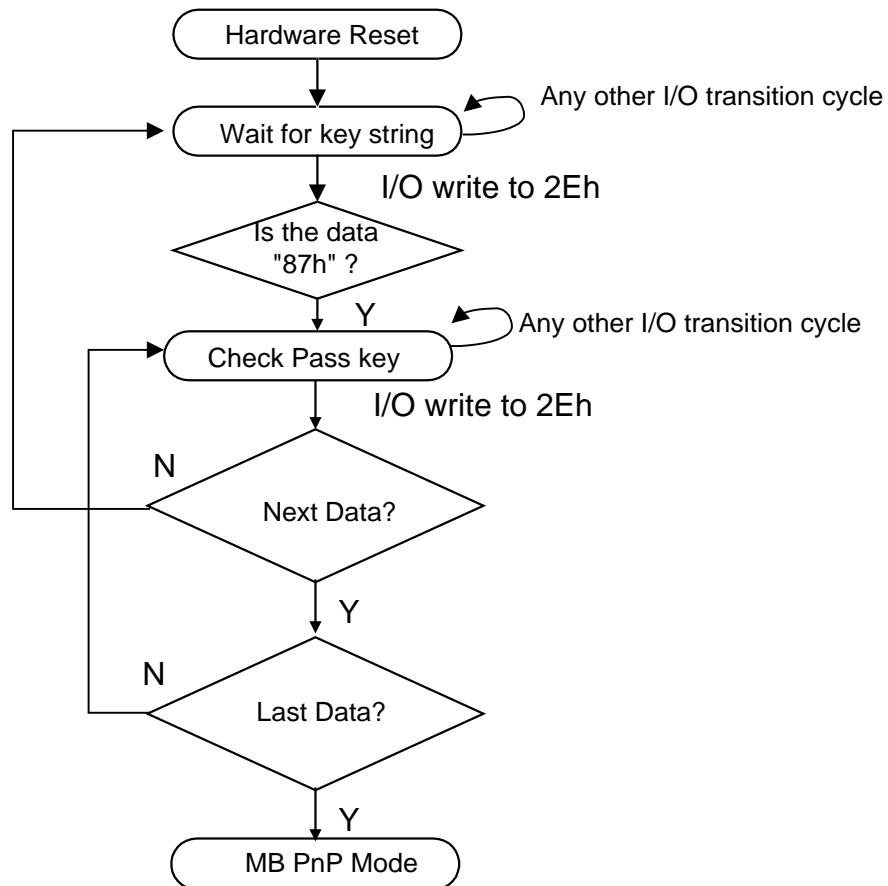 Hardware Reset
Any other I/O transition cycle
Wait for key string
I/O write to 2Eh
Is the data
"87h" ?
Y
Any other I/O transition cycle
Check Pass key
I/O write to 2Eh
N
Next Data?
Y
N
Last Data?
Y
MB PnP Mode